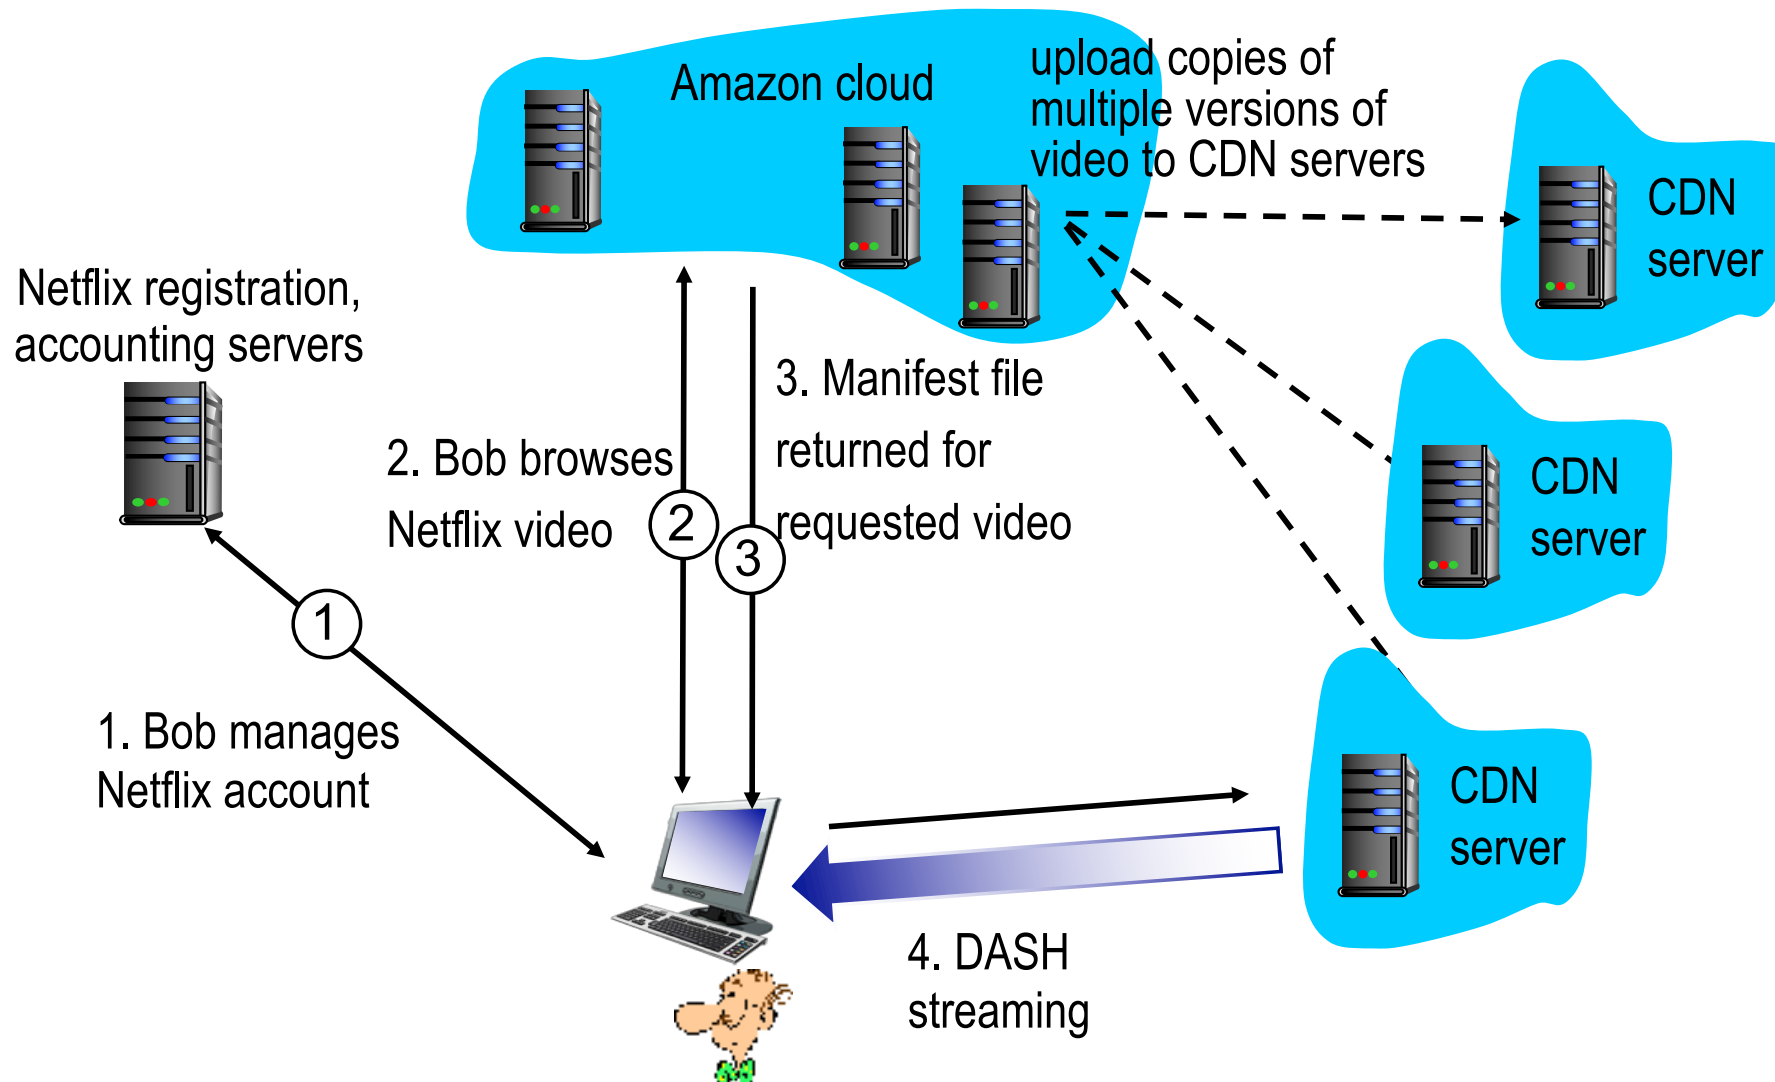 Amazon cloud
upload copies of
multiple versions of
video to CDN servers
CDN
server
Netflix registration,
accounting servers
3. Manifest file
returned for
requested video
2. Bob browses
Netflix video
2
3
CDN
server
1
1. Bob manages
Netflix account
CDN
server
4. DASH
streaming